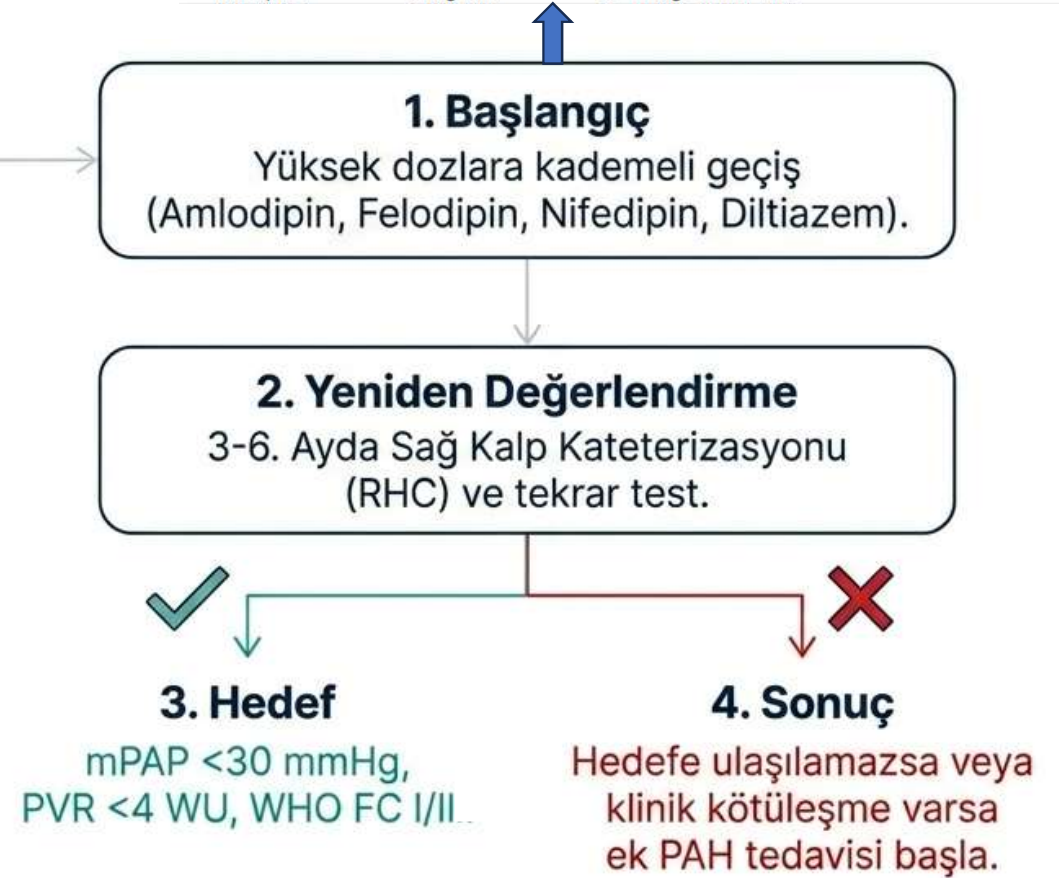 1. Başlangıç
Yüksek dozlara kademeli geçiş
(Amlodipin, Felodipin, Nifedipin, Diltiazem).
2. Yeniden Değerlendirme
3-6. Ayda Sağ Kalp Kateterizasyonu
(RHC) ve tekrar test.
3. Hedef
mPAP <30 mmHg,
PVR <4 WU, WHO FC I/II..
4. Sonuç
Hedefe ulaşılamazsa veya
klinik kötüleşme varsa
ek PAH tedavisi başla.